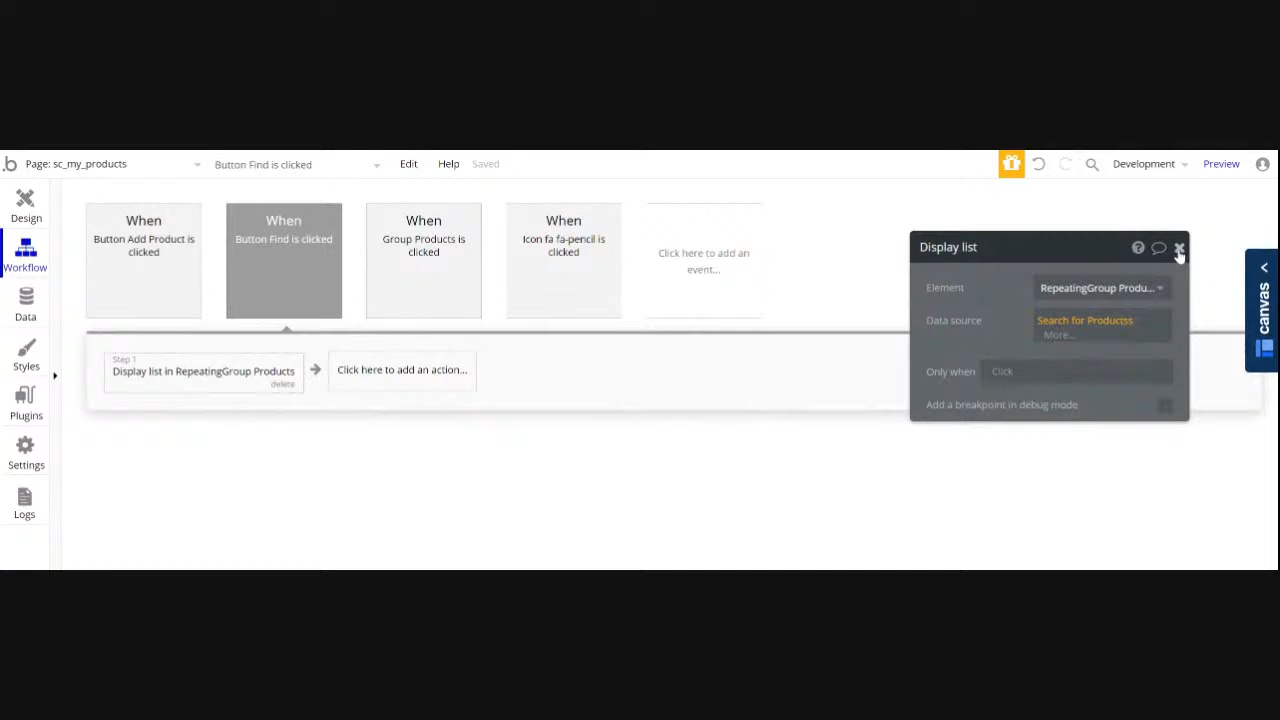 .b Page: sc_my_products Button Find is clicked Edit Help Saved Development Preview
Design
Workflow
Data
Styles
Plugins
Settings
Logs
When
Button Add Product is
clicked
When
Button Find is clicked
When
Group Products is
clicked
When
Icon fa fa-pencil is
clicked
Click here to add an
event...
Step 1
Display list in RepeatingGroup Products
delete
Click here to add an action...
Display list
Element RepeatingGroup Produ...
Data source Search for Productss
More...
Only when Click
Add a breakpoint in debug mode
canvas